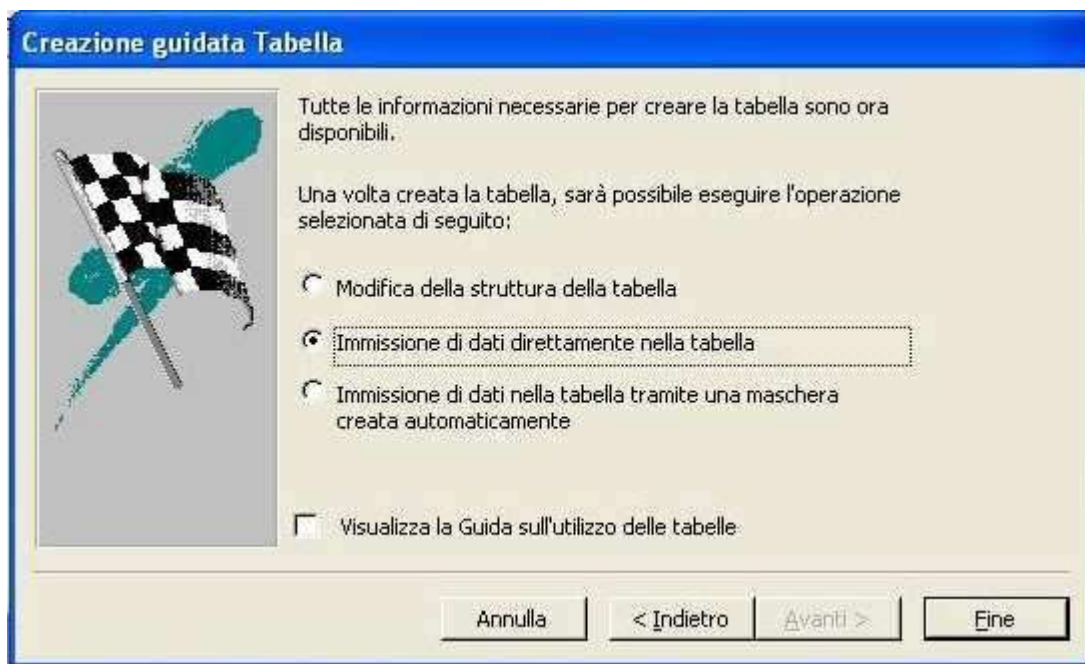 Creazione guidata Tabella
Tutte le informazioni necessarie per creare la tabella sono ora
disponibili.
Una volta creata la tabella, sarà possibile eseguire l'operazione
selezionata di seguito:
Modifica della struttura della tabella
Immissione di dati direttamente nella tabella
Immissione di dati nella tabella tramite una maschera
creata automaticamente
Visualizza la Guida sull'utilizzo delle tabelle
Annulla
< Indietro
Avanti >
Fine